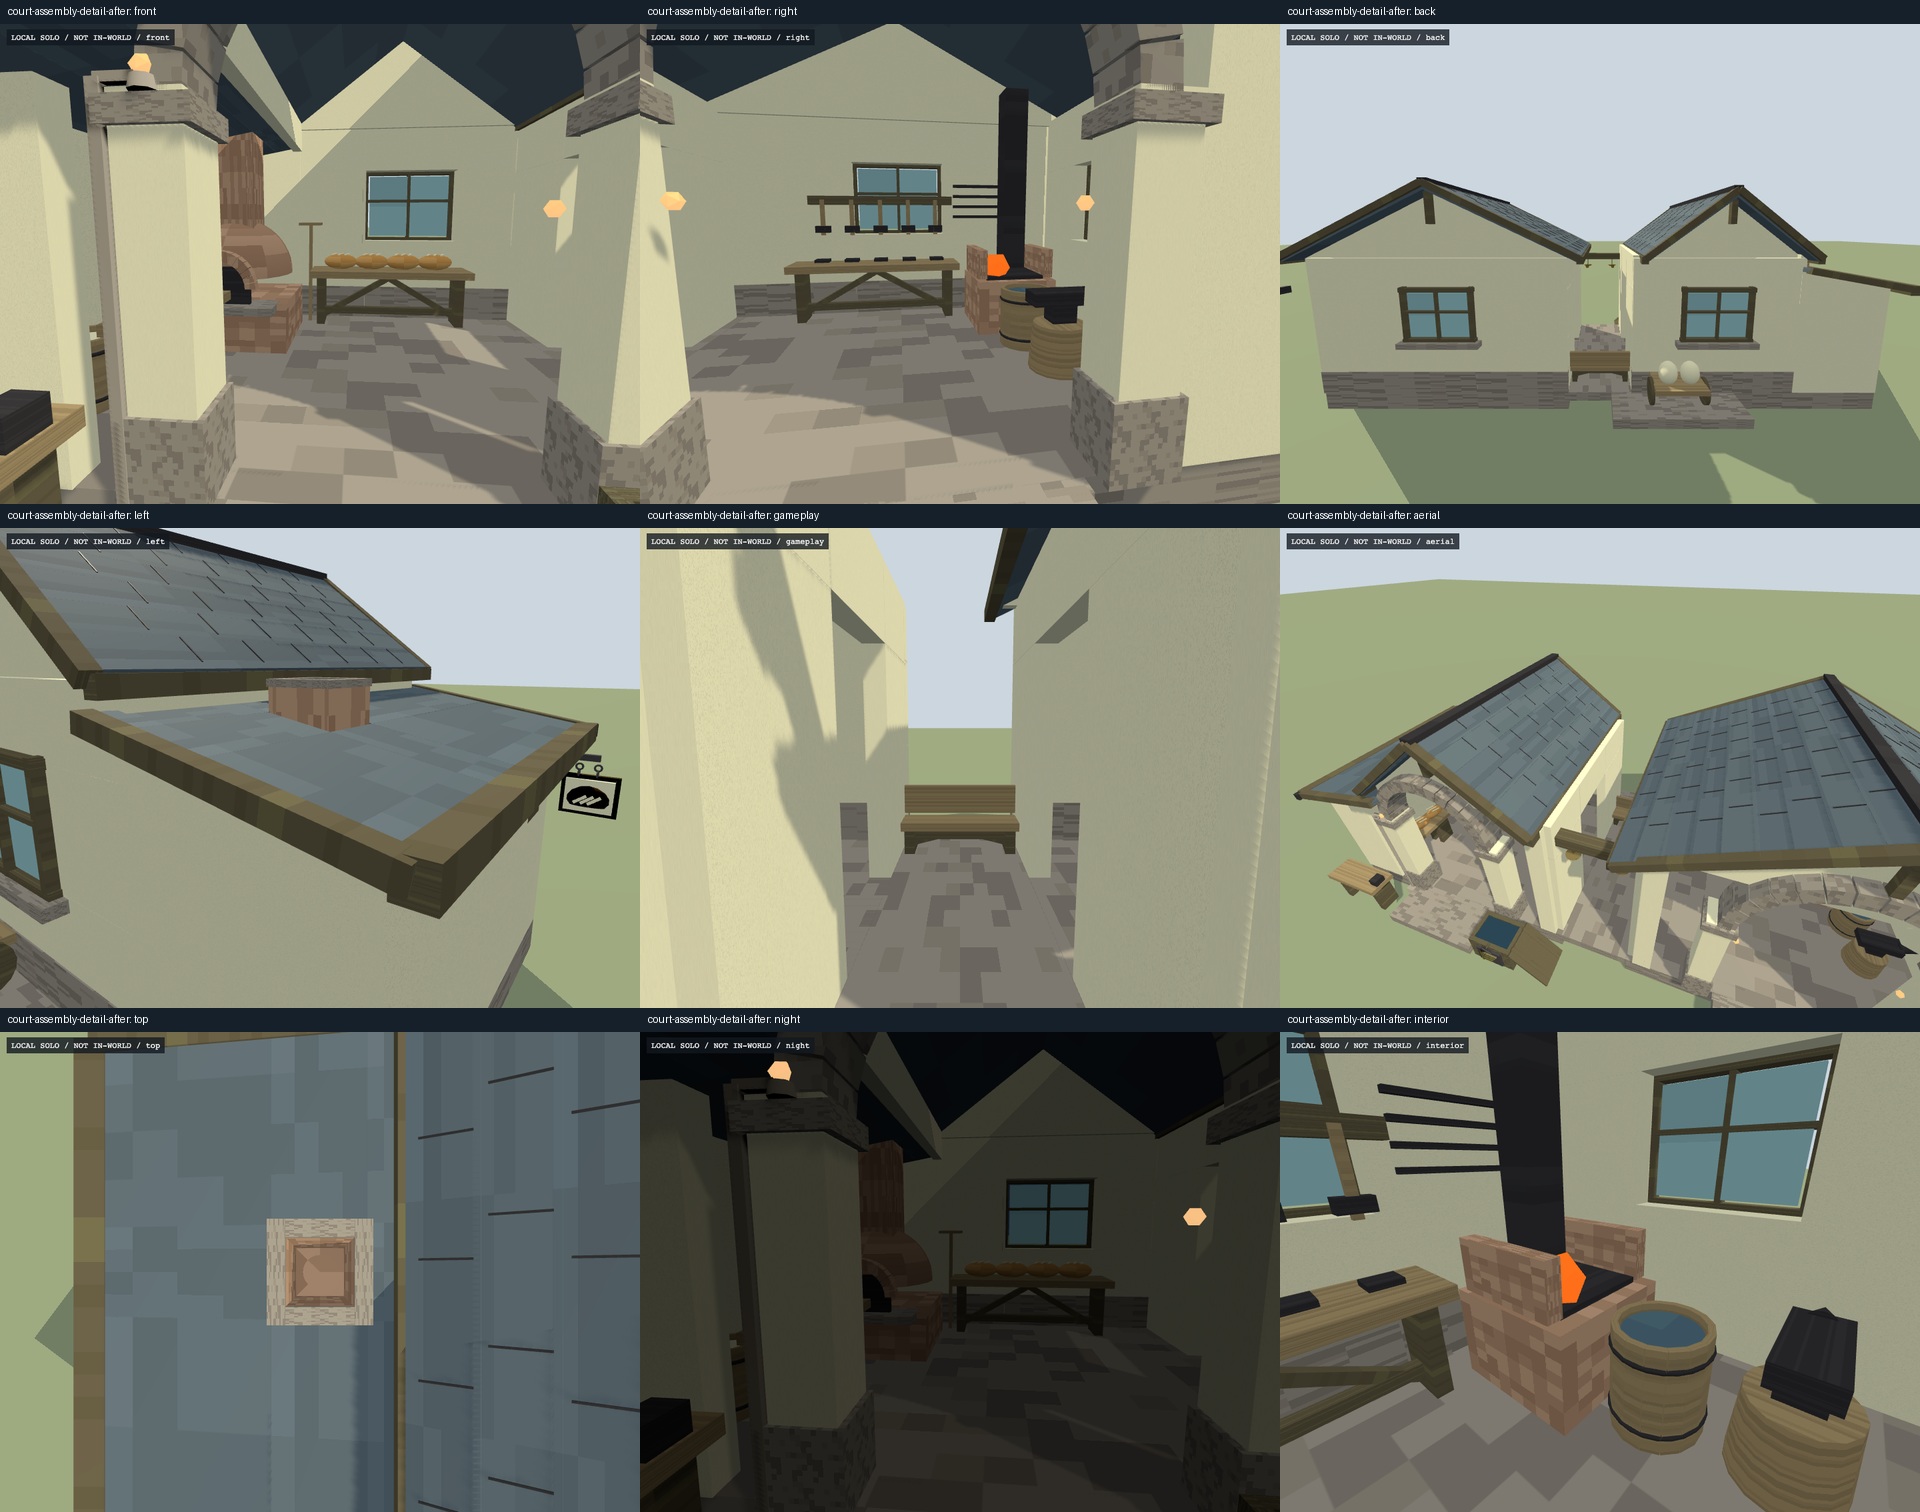 court-assembly-detail-after: front
court-assembly-detail-after: right
court-assembly-detail-after: back
LOCAL SOLO / NOT IN-WORLD / front
LOCAL SOLO / NOT IN-WORLD / right
LOCAL SOLO / NOT IN-WORLD / back
court-assembly-detail-after: left
court-assembly-detail-after: gameplay
court-assembly-detail-after: aerial
LOCAL SOLO / NOT IN-WORLD / left
LOCAL SOLO / NOT IN-WORLD / gameplay
LOCAL SOLO / NOT IN-WORLD / aerial
court-assembly-detail-after: top
court-assembly-detail-after: night
court-assembly-detail-after: interior
LOCAL SOLO / NOT IN-WORLD / top
LOCAL SOLO / NOT IN-WORLD / night
LOCAL SOLO / NOT IN-WORLD / interior